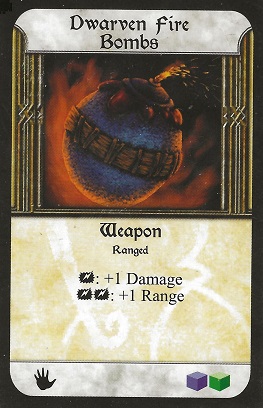 Dwarven Fire
Bombs
Weapon
Ranged
: +1 Damage
: +1 Range